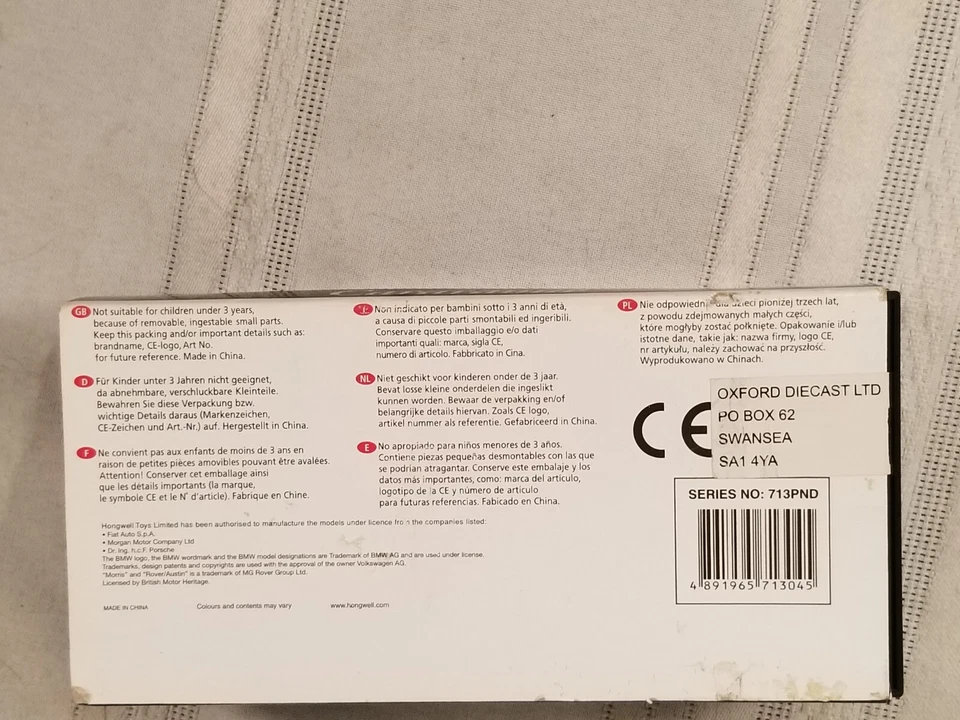 GB Not suitable for children under 3 years,
because of removable, ingestable small parts.
Keep this packing and/or important details such as:
brandname, CE-logo, Art No.
for future reference. Made in China.
D Für Kinder unter 3 Jahren nicht geeignet,
da abnehmbare, verschluckbare Kleinteile.
Bewahren Sie diese Verpackung bzw.
wichtige Details daraus (Markenzeichen,
CE-Zeichen und Art.-Nr.) auf. Hergestellt in China.
F Ne convient pas aux enfants de moins de 3 ans en
raison de petites pièces amovibles pouvant être avalées.
Attention! Conserver cet emballage ainsi
que les détails importants (la marque,
le symbole CE et le N° d'article). Fabrique en Chine.
Non indicato per bambini sotto i 3 anni di età,
a causa di piccole parti smontabili ed ingeribili.
Conservare questo imballaggio e/o dati
importanti quali: marca, sigla CE,
numero di articolo. Fabbricato in Cina.
NL Niet geschikt voor kinderen onder de 3 jaar.
Bevat losse kleine onderdelen die ingeslikt
kunnen worden. Bewaar de verpakking en/of
belangrijke details hiervan. Zoals CE logo,
artikel nummer als referentie. Gefabriceerd in China.
E No apropiado para niños menores de 3 años.
Contiene piezas pequeñas desmontables con las que
se podrian atragantar. Conserve este embalaje y los
datos más importantes, como: marca del articulo,
logotipo de la CE y número de articulo
para futuras referencias. Fabicado en China.
PL Nie odpowiedni dla dzieci pioniżej trzech lat,
z powodu zdejmowanych małych części,
które mogłyby zostać połknięte. Opakowanie i/lub
istotne dane, takie jak: nazwa firmy, logo CE,
nr artykułu, należy zachować na przyszłość.
Wyprodukowano w Chinach.
CE
OXFORD DIECAST LTD
PO BOX 62
SWANSEA
SA1 4YA
SERIES NO: 713PND
4 891965 713045
Hongwell Toys Limited has been authorised to manufacture the models under licence from the companies listed:
• Fiat Auto S.p.A.
• Morgan Motor Company Ltd
• Dr. Ing. h.c.F. Porsche
The BMW logo, the BMW wordmark and the BMW model designations are Trademark of BMW AG and are used under license.
Trademarks, design patents and copyrights are used with the approval of the owner Volkswagen AG.
"Morris" and "Rover/Austin" is a trademark of MG Rover Group Ltd.
Licensed by British Motor Heritage.
MADE IN CHINA Colours and contents may vary www.hongwell.com